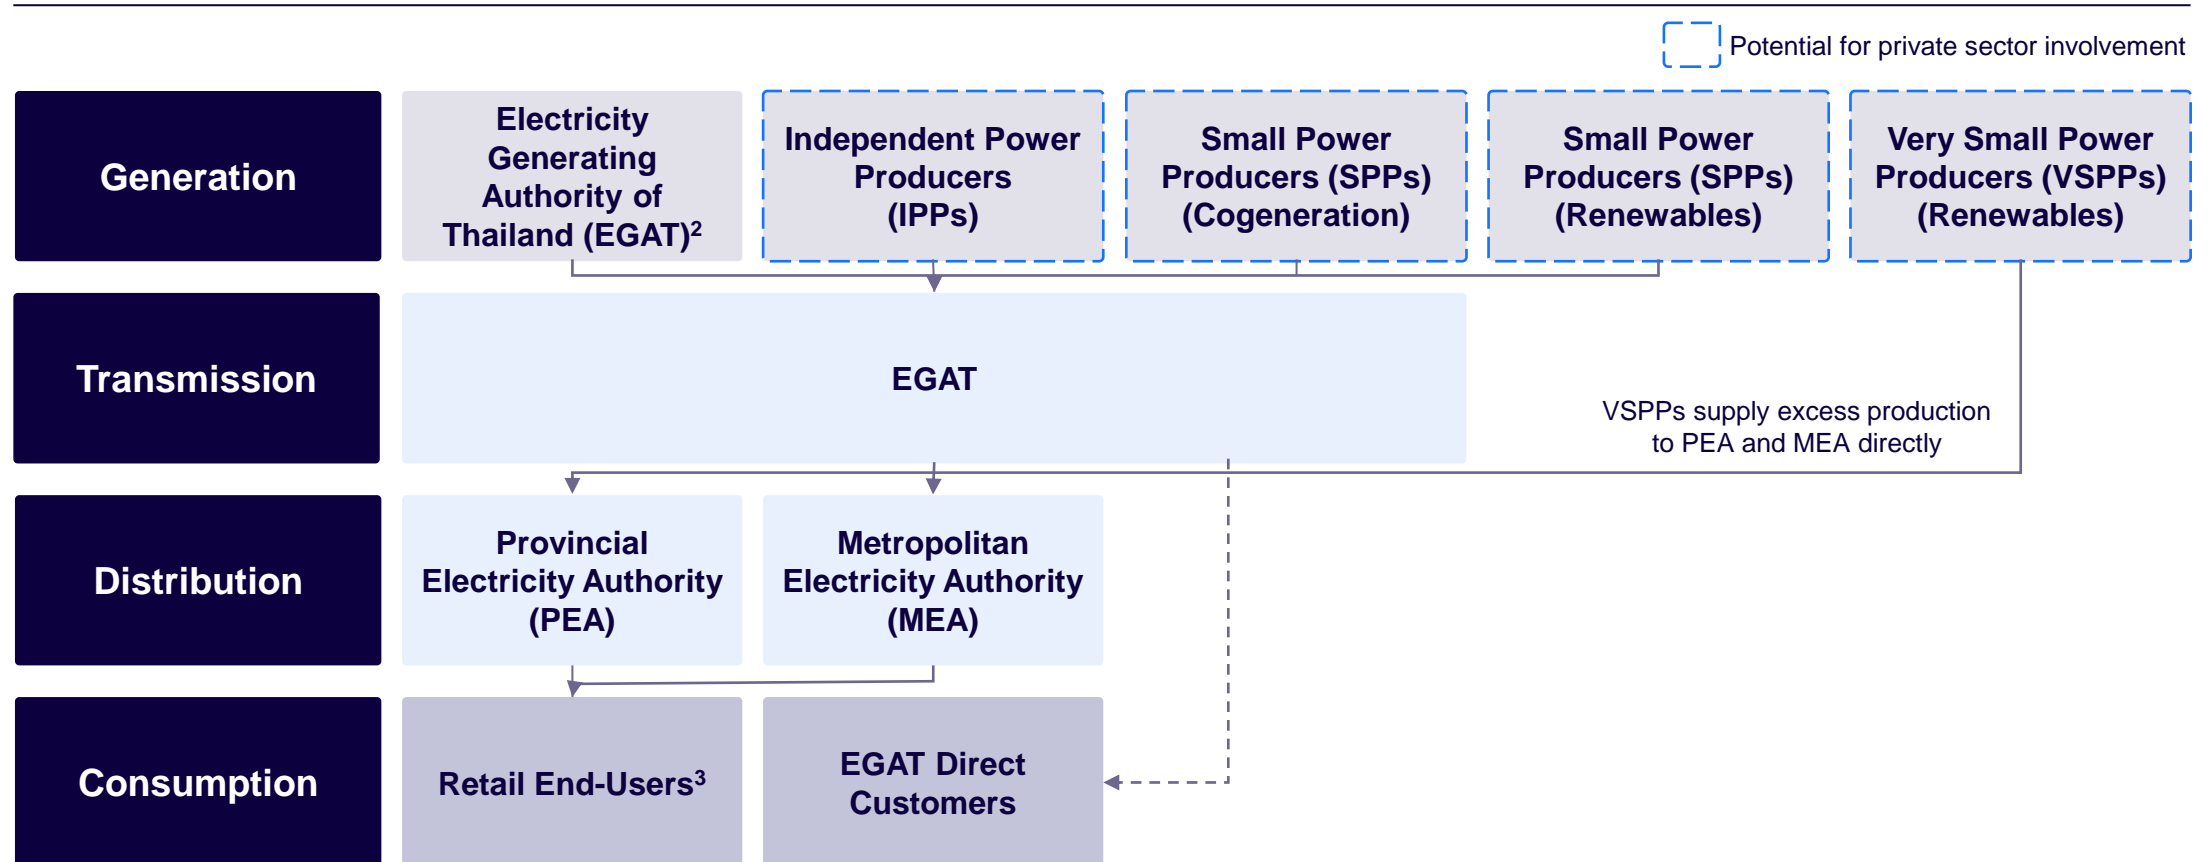 Potential for private sector involvement
Generation
Electricity
Generating
Authority of
Thailand (EGAT)²
Independent Power
Producers
(IPPs)
Small Power
Producers (SPPs)
(Cogeneration)
Small Power
Producers (SPPs)
(Renewables)
Very Small Power
Producers (VSPPs)
(Renewables)
Transmission
EGAT
VSPPs supply excess production
to PEA and MEA directly
Distribution
Provincial
Electricity Authority
(PEA)
Metropolitan
Electricity Authority
(MEA)
Consumption
Retail End-Users³
EGAT Direct
Customers